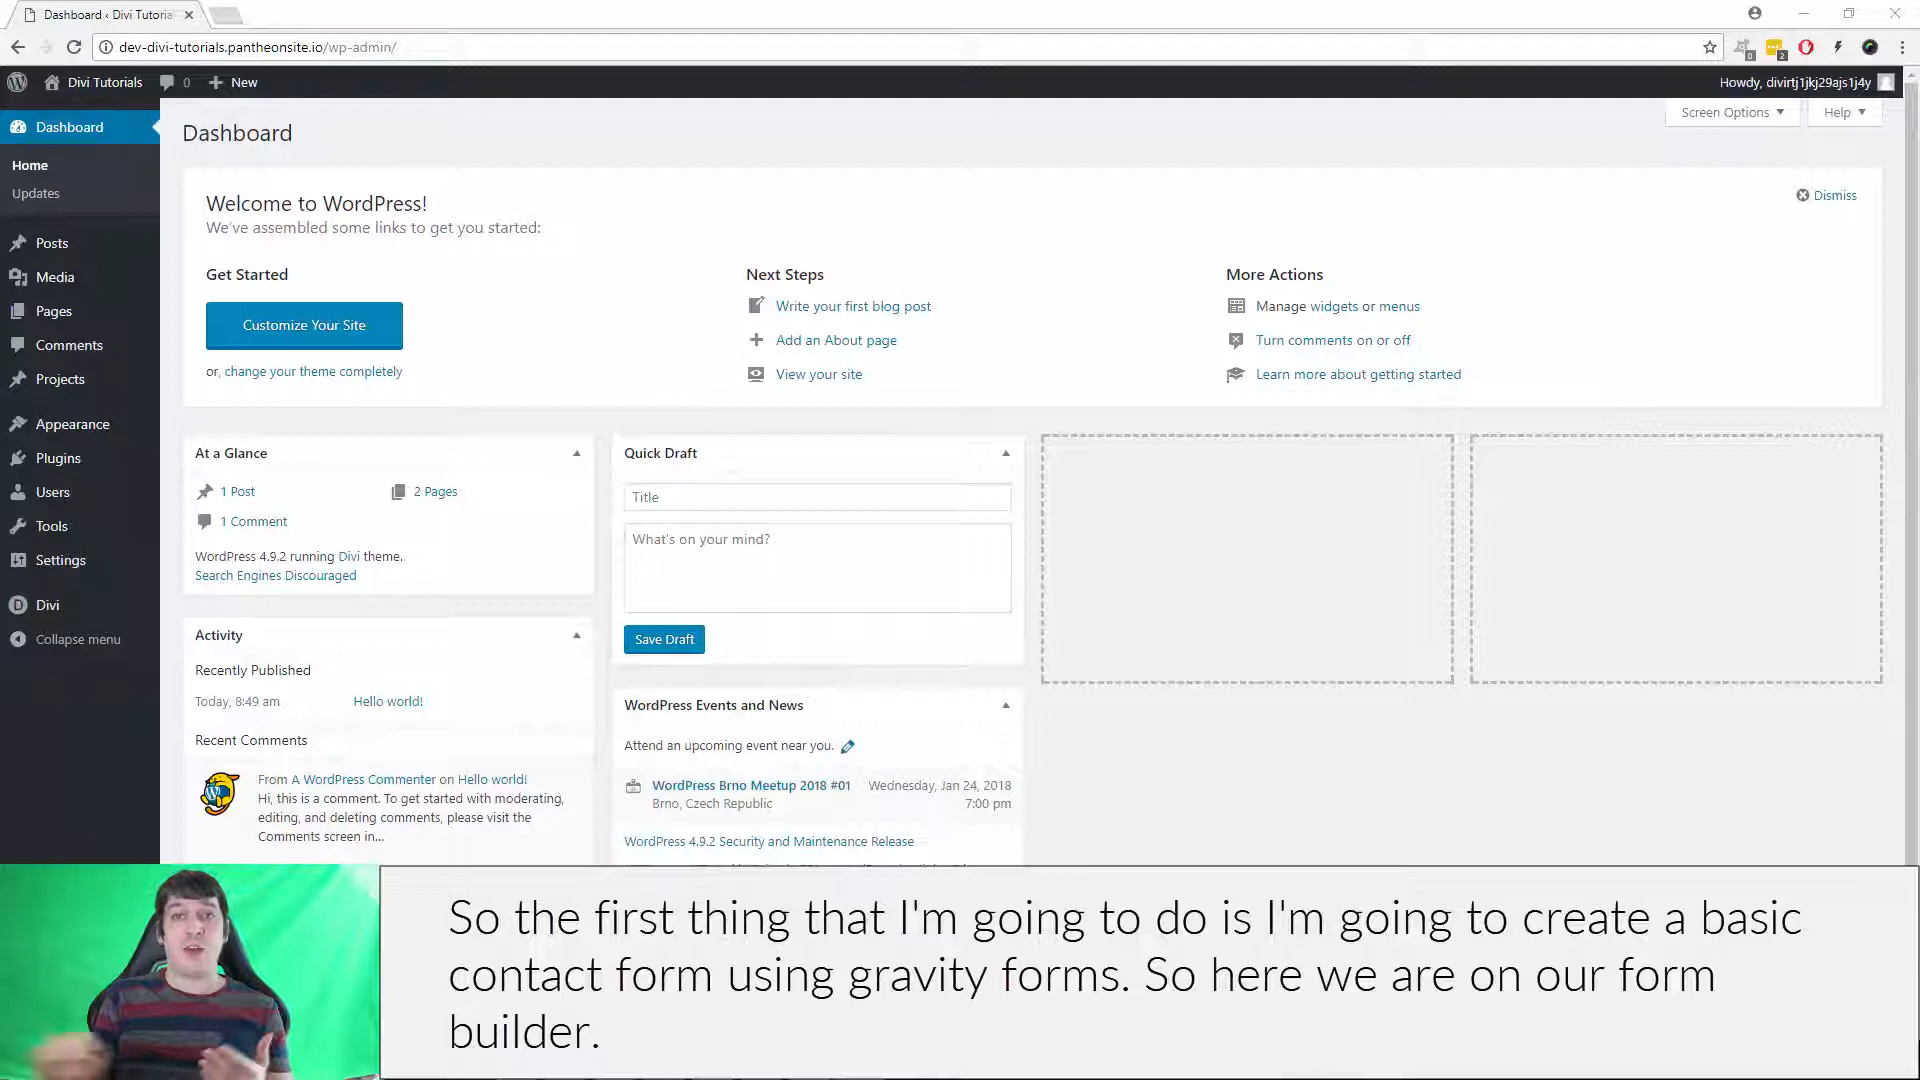 Dashboard ‹ Divi Tutoria
dev-divi-tutorials.pantheonsite.io/wp-admin/
0
2
Divi Tutorials
0
New
Howdy, divirtj1jkj29ajs1j4y
Dashboard
Home
Updates
Posts
Media
Pages
Comments
Projects
Appearance
Plugins
Users
Tools
Settings
Divi
Collapse menu
Dashboard
Screen Options
Help
Welcome to WordPress!
We've assembled some links to get you started:
Dismiss
Get Started
Customize Your Site
or, change your theme completely
Next Steps
Write your first blog post
Add an About page
View your site
More Actions
Manage widgets or menus
Turn comments on or off
Learn more about getting started
At a Glance
1 Post
2 Pages
1 Comment
WordPress 4.9.2 running Divi theme.
Search Engines Discouraged
Activity
Recently Published
Today, 8:49 am
Hello world!
Recent Comments
From A WordPress Commenter on Hello world!
Hi, this is a comment. To get started with moderating,
editing, and deleting comments, please visit the
Comments screen in...
Quick Draft
Title
What's on your mind?
Save Draft
WordPress Events and News
Attend an upcoming event near you.
WordPress Brno Meetup 2018 #01
Wednesday, Jan 24, 2018
Brno, Czech Republic
7:00 pm
WordPress 4.9.2 Security and Maintenance Release
So the first thing that I'm going to do is I'm going to create a basic
contact form using gravity forms. So here we are on our form
builder.